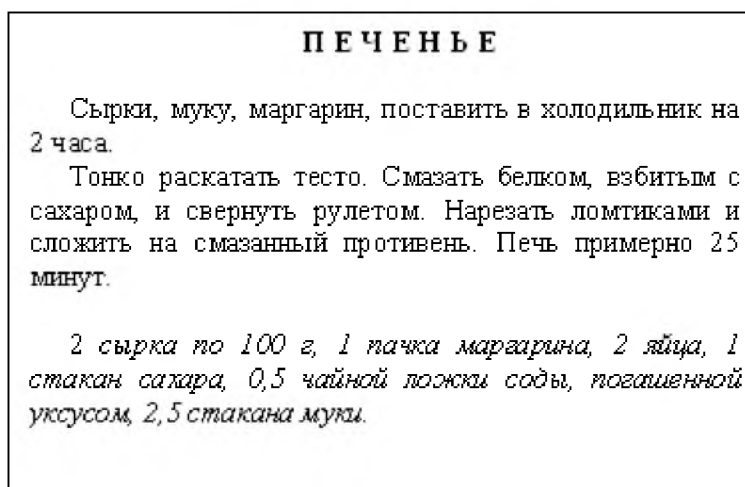 ПЕЧЕНЬЕ
Сырки, муку, маргарин, поставить в холодильник на
2 часа.
Тонко раскатать тесто. Смазать белком, взбитым с
сахаром, и свернуть рулетом. Нарезать ломтиками и
сложить на смазанный противень. Печь примерно 25
минут.
2 сырка по 100 г, 1 пачка маргарина, 2 яйца, 1
стакан сахара, 0,5 чайной ложки соды, погашенной
уксусом, 2,5 стакана муки.